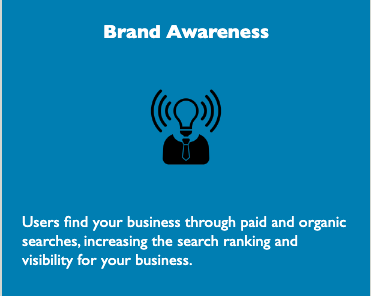 Brand Awareness
Users find your business through paid and organic
searches, increasing the search ranking and
visibility for your business.